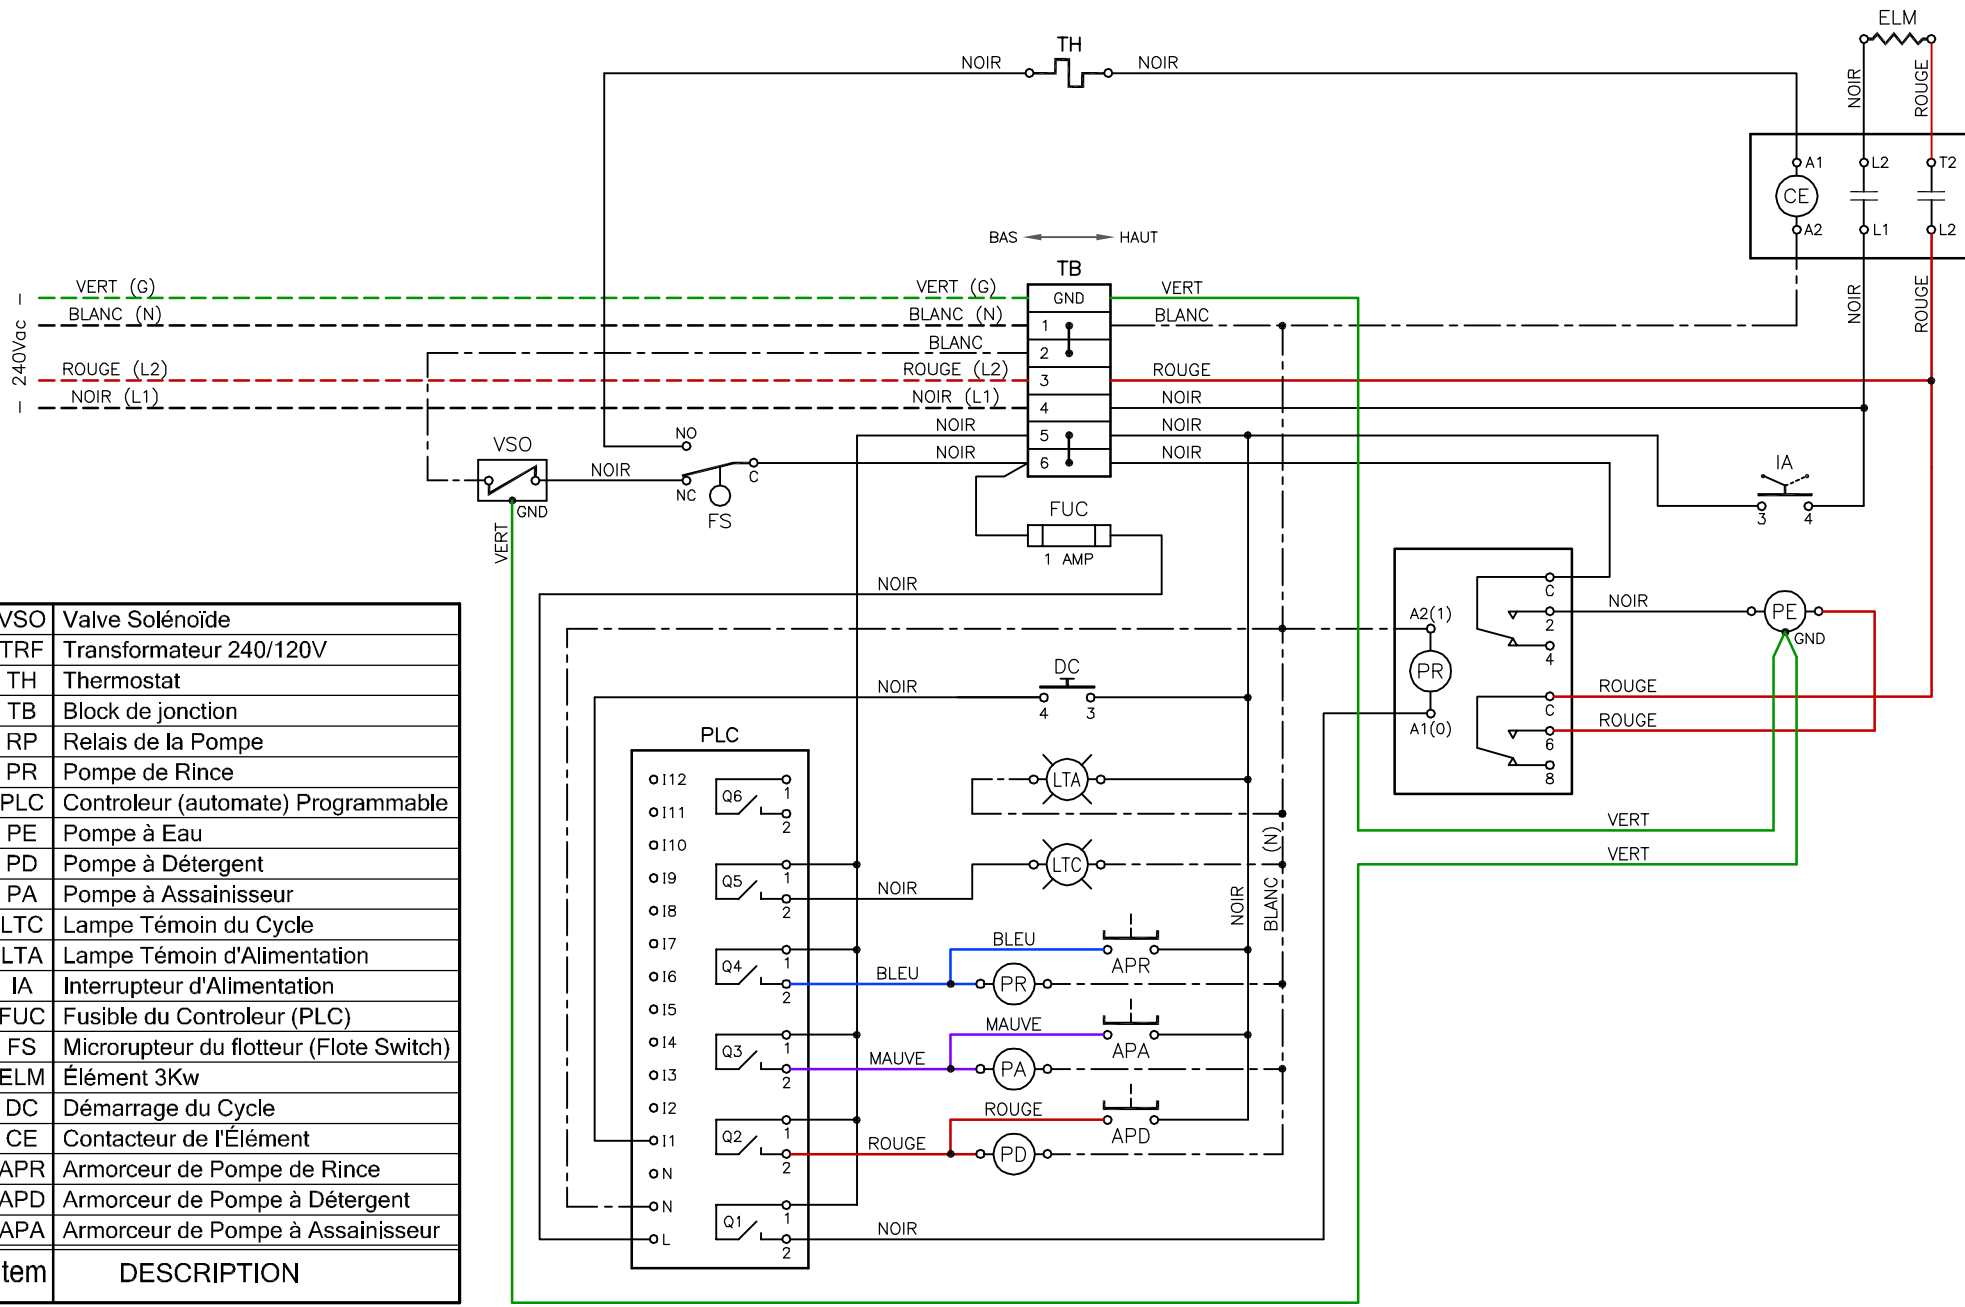 ELM
TH
NOIR
NOIR
NOIR
ROUGE
A1
L2
T2
CE
A2
L1
L2
BAS
HAUT
TB
240Vac
VERT (G)
VERT (G)
GND
VERT
BLANC (N)
BLANC (N)
1
BLANC
NOIR
ROUGE
BLANC
2
ROUGE (L2)
ROUGE (L2)
3
ROUGE
NOIR (L1)
NOIR (L1)
4
NOIR
NOIR
5
NOIR
NOIR
6
NOIR
VSO
NOIR
NO
NC
C
FS
GND
VERT
IA
3
4
FUC
1 AMP
NOIR
C
2
4
A2(1)
PR
A1(0)
C
6
8
NOIR
PE
GND
ROUGE
ROUGE
VERT
VERT
NOIR
DC
4
3
PLC
I12
I11
I10
I9
I8
I7
I6
I5
I4
I3
I2
I1
N
N
L
Q6
1
2
Q5
1
2
Q4
1
2
Q3
1
2
Q2
1
2
Q1
1
2
LTA
LTC
NOIR
NOIR
BLANC (N)
BLEU
BLEU
PR
APR
MAUVE
MAUVE
PA
APA
ROUGE
ROUGE
PD
APD
NOIR
VSO Valve Solénoïde
TRF Transformateur 240/120V
TH Thermostat
TB Block de jonction
RP Relais de la Pompe
PR Pompe de Rince
PLC Controleur (automate) Programmable
PE Pompe à Eau
PD Pompe à Détergent
PA Pompe à Assainisseur
LTC Lampe Témoin du Cycle
LTA Lampe Témoin d'Alimentation
IA Interrupteur d'Alimentation
FUC Fusible du Controleur (PLC)
FS Microrupteur du flotteur (Flote Switch)
ELM Élément 3Kw
DC Démarrage du Cycle
CE Contacteur de l'Élément
APR Armorceur de Pompe de Rince
APD Armorceur de Pompe à Détergent
APA Armorceur de Pompe à Assainisseur
tem DESCRIPTION